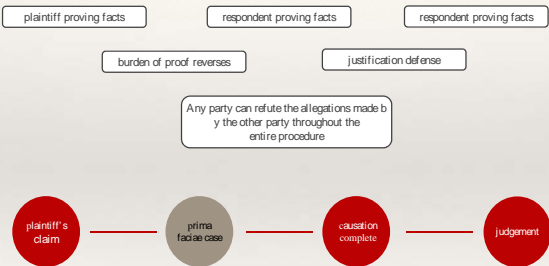 plaintiff proving facts
respondent proving facts
respondent proving facts
burden of proof reverses
justification defense
Any party can refute the allegations made b
y the other party throughout the
entire procedure
plaintiff's
claim
prima
faciae case
causation
complete
judgement